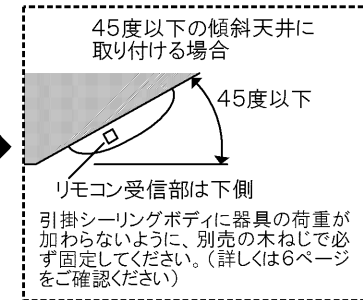 45度以下の傾斜天井に
取り付ける場合
45度以下
リモコン受信部は下側
引掛シーリングボディに器具の荷重が
加わらないように、別売の木ねじで必
ず固定してください。（詳しくは6ページ
をご確認ください）